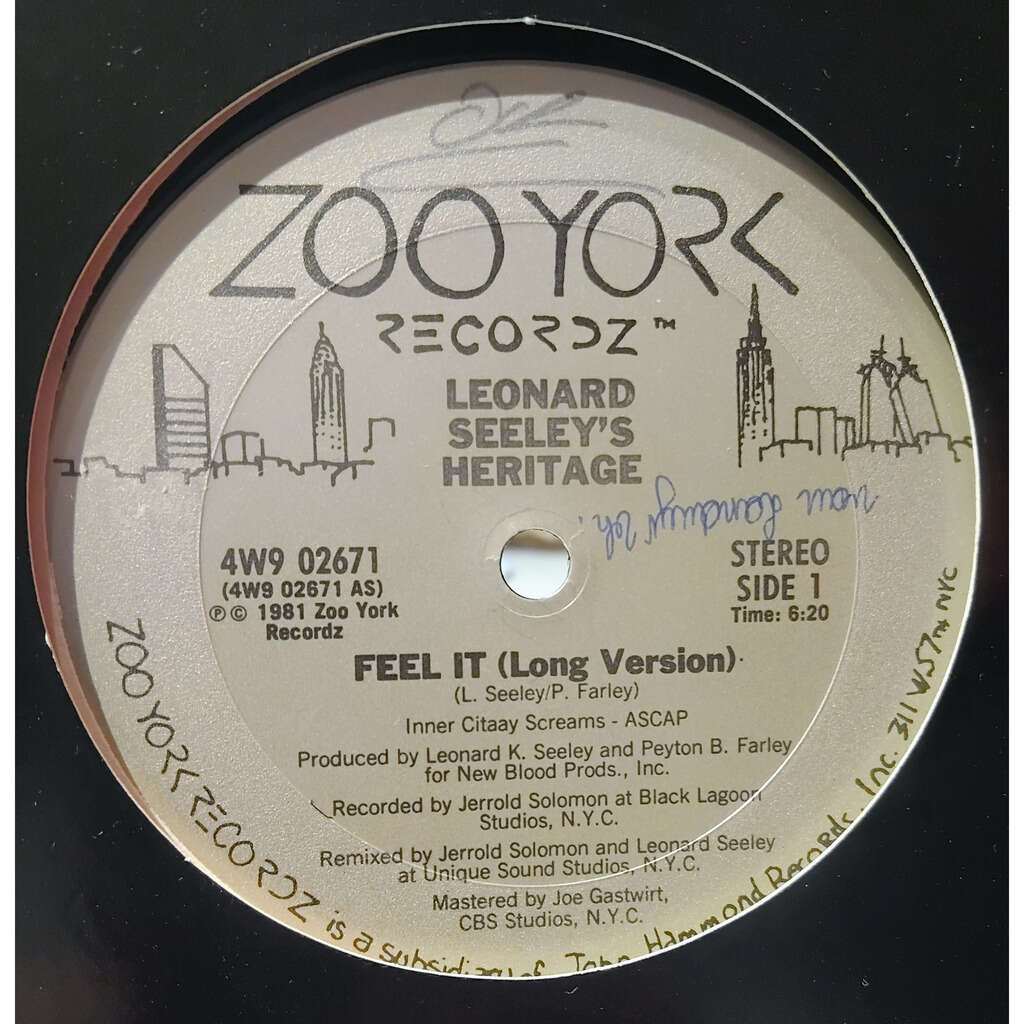 ZOO YORK
RECORDZ™
LEONARD
SEELEY'S
HERITAGE
4W9 02671
(4W9 02671 AS)
℗ © 1981 Zoo York
Recordz
STEREO
SIDE 1
Time: 6:20
FEEL IT (Long Version)
(L. Seeley/P. Farley)
Inner Citaay Screams - ASCAP
Produced by Leonard K. Seeley and Peyton B. Farley
for New Blood Prods., Inc.
Recorded by Jerrold Solomon at Black Lagoon
Studios, N.Y.C.
Remixed by Jerrold Solomon and Leonard Seeley
at Unique Sound Studios, N.Y.C.
Mastered by Joe Gastwirt,
CBS Studios, N.Y.C.
ZOO YORK RECORDZ is a subsidiary of John Hammond Records, Inc. 311 W 57TH NYC